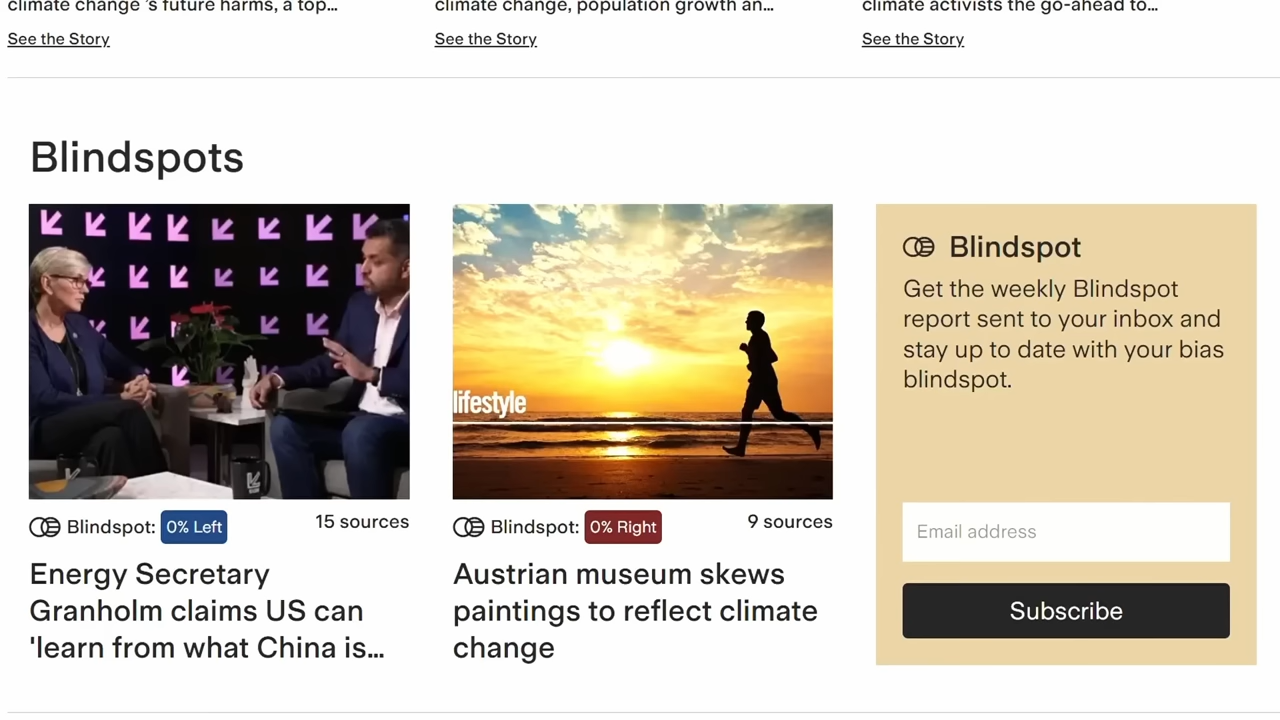 climate change 's future harms, a top...
See the Story
climate change, population growth an...
See the Story
climate activists the go-ahead to...
See the Story
Blindspots
Blindspot: 0% Left
15 sources
Energy Secretary
Granholm claims US can
'learn from what China is...
lifestyle
Blindspot: 0% Right
9 sources
Austrian museum skews
paintings to reflect climate
change
Blindspot
Get the weekly Blindspot
report sent to your inbox and
stay up to date with your bias
blindspot.
Email address
Subscribe